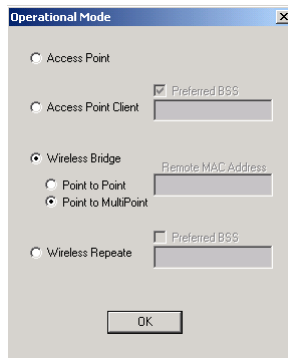 Operational Mode
Access Point
Preferred BSS
Access Point Client
Wireless Bridge
Remote MAC Address
Point to Point
Point to MultiPoint
Preferred BSS
Wireless Repeate
OK